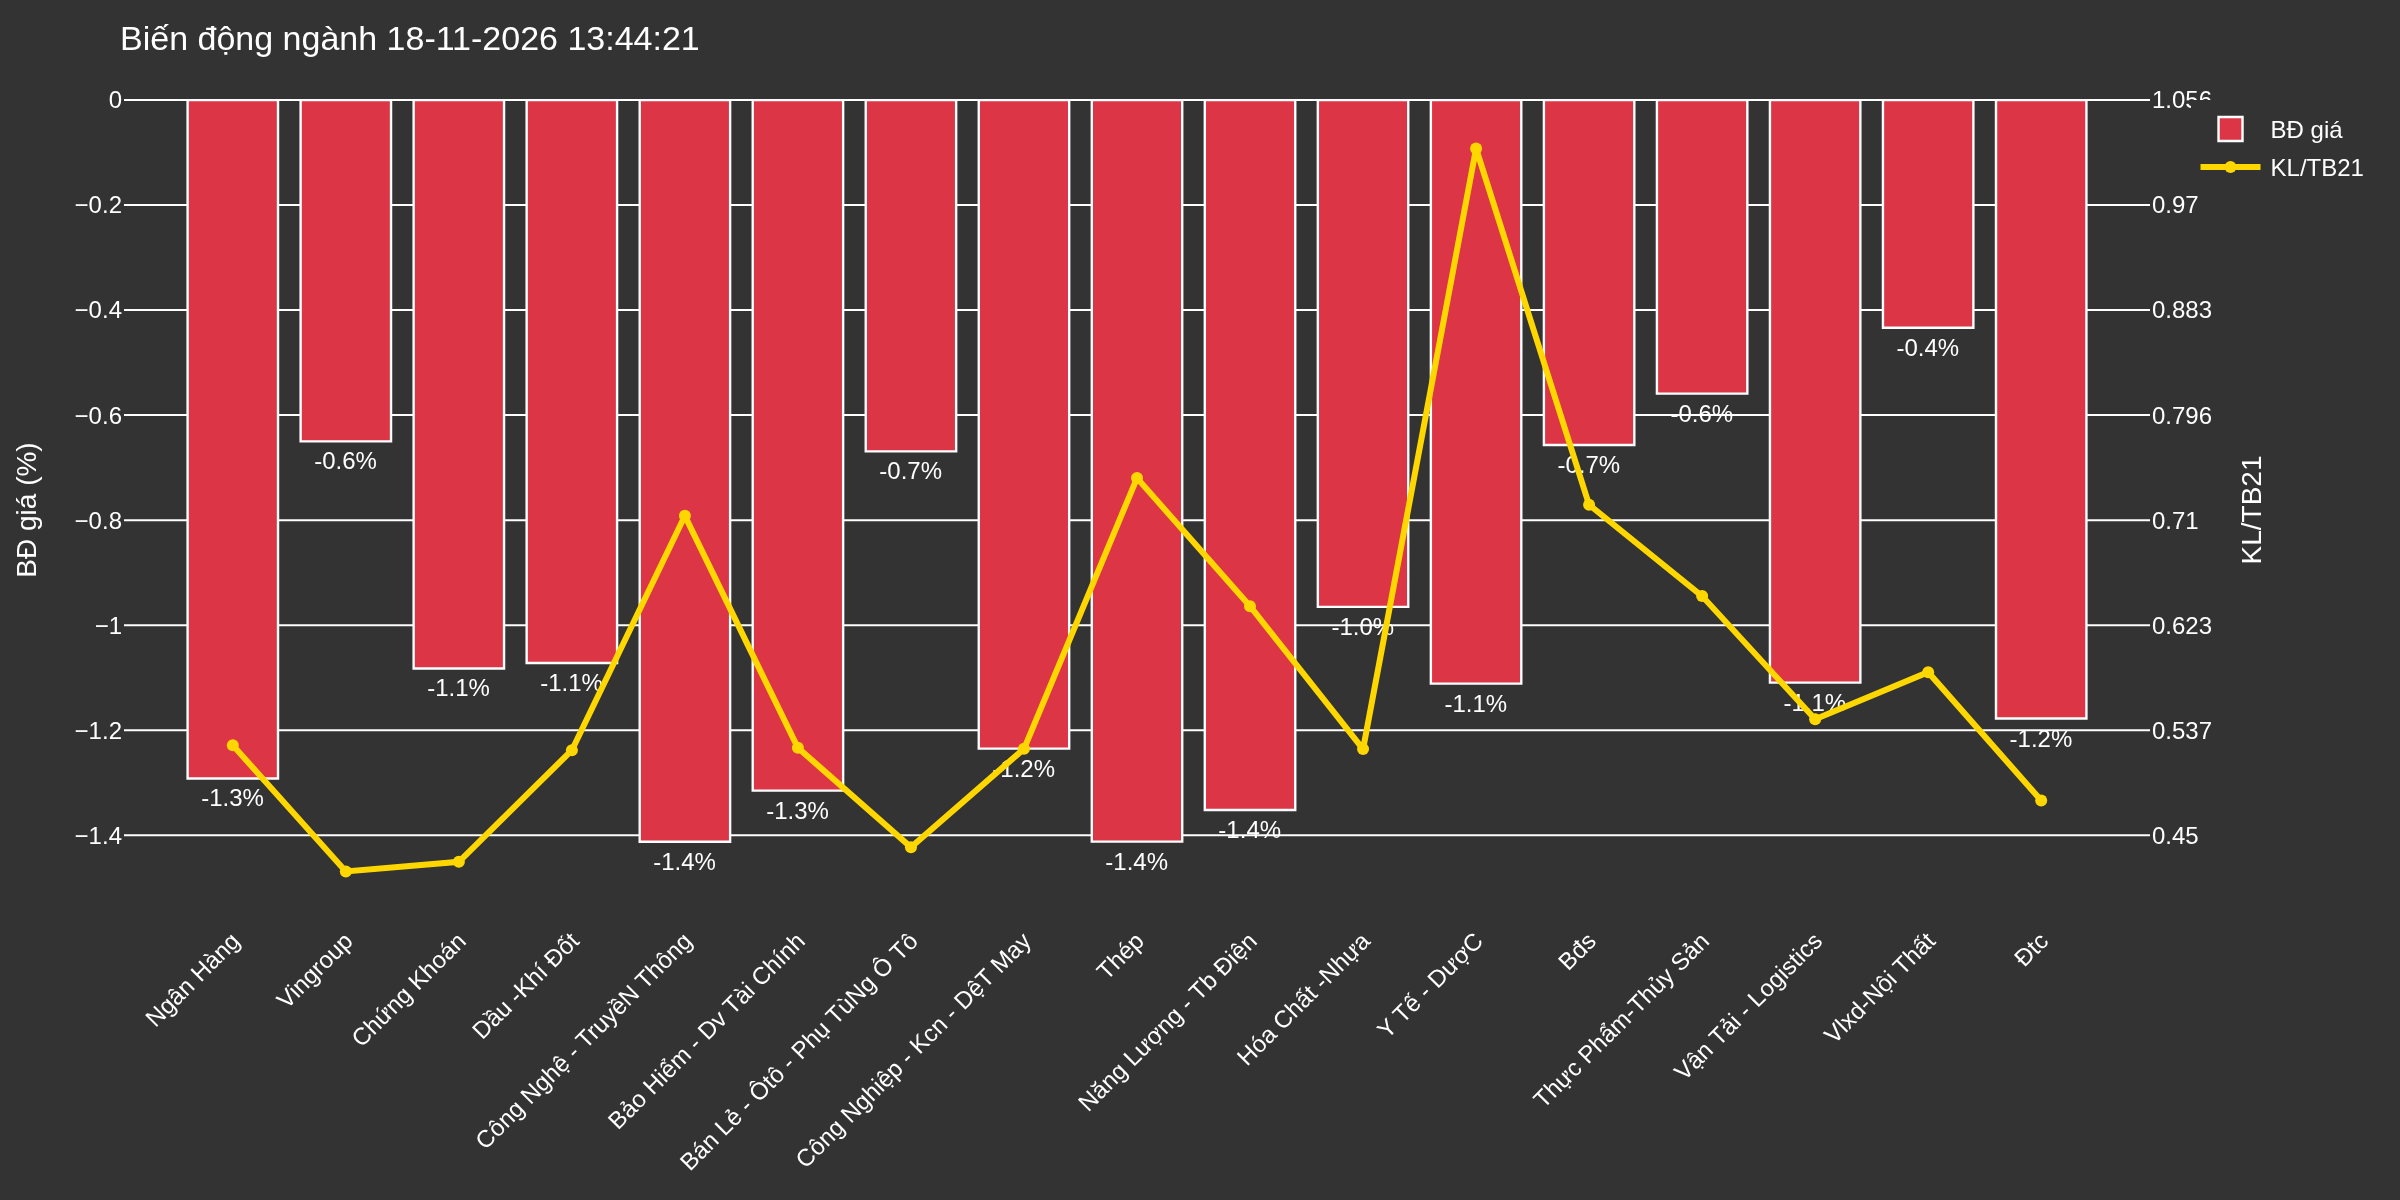 Biến động ngành 18-11-2026 13:44:21
BĐ giá (%)
0
−0.2
−0.4
−0.6
−0.8
−1
−1.2
−1.4
1.056
0.97
0.883
0.796
0.71
0.623
0.537
0.45
KL/TB21
BĐ giá
KL/TB21
-1.3%
-0.6%
-1.1%
-1.1%
-1.4%
-1.3%
-0.7%
-1.2%
-1.4%
-1.4%
-1.0%
-1.1%
-0.7%
-0.6%
-1.1%
-0.4%
-1.2%
Ngân Hàng
Vingroup
Chứng Khoán
Dầu -Khí Đốt
Công Nghệ - TruyềN Thông
Bảo Hiểm - Dv Tài Chính
Bán Lẻ - Ôtô - Phụ TùNg Ô Tô
Công Nghiệp - Kcn - DệT May
Thép
Năng Lượng - Tb Điện
Hóa Chất -Nhựa
Y Tế - DượC
Bđs
Thực Phẩm-Thủy Sản
Vận Tải - Logistics
Vlxd-Nội Thất
Đtc